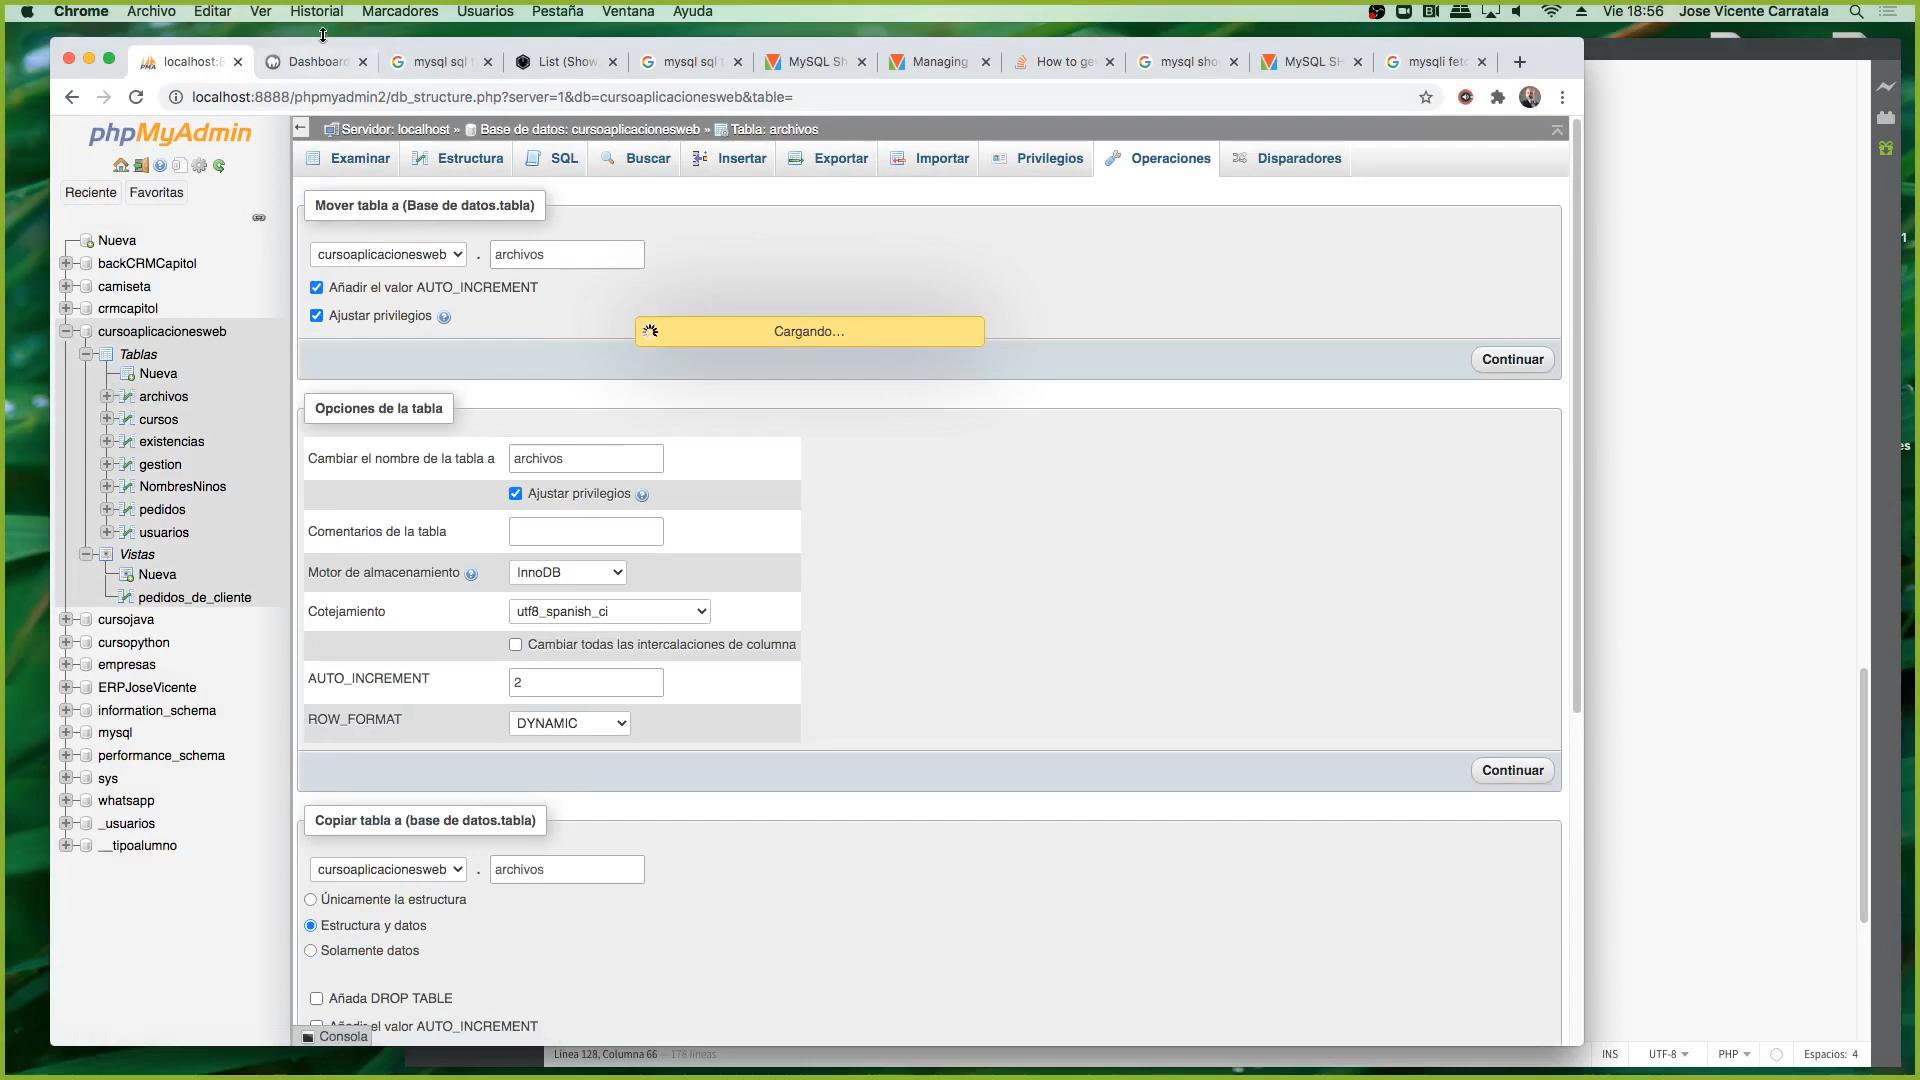 Chrome Archivo Editar Ver Historial Marcadores Usuarios Pestaña Ventana Ayuda Vie 18:56 Jose Vicente Carratala
localhost:8 Dashboard mysql sql t List (Show mysql sql t MySQL Sh Managing How to ge mysql sho MySQL SH mysqli fetc
localhost:8888/phpmyadmin2/db_structure.php?server=1&db=cursoaplicacionesweb&table=
phpMyAdmin
Reciente Favoritas
Nueva
backCRMCapitol
camiseta
crmcapitol
cursoaplicacionesweb
Tablas
Nueva
archivos
cursos
existencias
gestion
NombresNinos
pedidos
usuarios
Vistas
Nueva
pedidos_de_cliente
cursojava
cursopython
empresas
ERPJoseVicente
information_schema
mysql
performance_schema
sys
whatsapp
_usuarios
__tipoalumno
Servidor: localhost » Base de datos: cursoaplicacionesweb » Tabla: archivos
Examinar Estructura SQL Buscar Insertar Exportar Importar Privilegios Operaciones Disparadores
Mover tabla a (Base de datos.tabla)
cursoaplicacionesweb . archivos
Añadir el valor AUTO_INCREMENT
Ajustar privilegios
Cargando…
Continuar
Opciones de la tabla
Cambiar el nombre de la tabla a archivos
Ajustar privilegios
Comentarios de la tabla
Motor de almacenamiento InnoDB
Cotejamiento utf8_spanish_ci
Cambiar todas las intercalaciones de columna
AUTO_INCREMENT 2
ROW_FORMAT DYNAMIC
Continuar
Copiar tabla a (base de datos.tabla)
cursoaplicacionesweb . archivos
Únicamente la estructura
Estructura y datos
Solamente datos
Añada DROP TABLE
Añadir el valor AUTO_INCREMENT
Consola
Línea 128, Columna 66 — 178 líneas INS UTF-8 PHP Espacios: 4